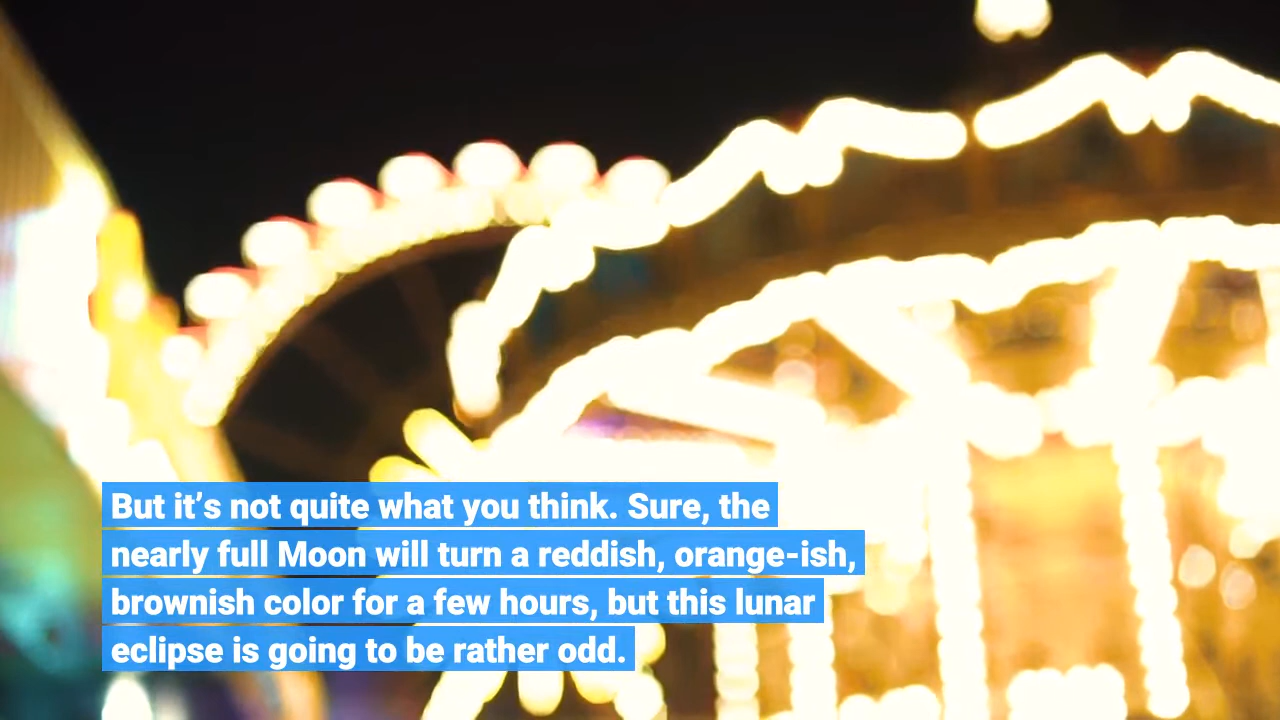 But it’s not quite what you think. Sure, the
nearly full Moon will turn a reddish, orange-ish,
brownish color for a few hours, but this lunar
eclipse is going to be rather odd.